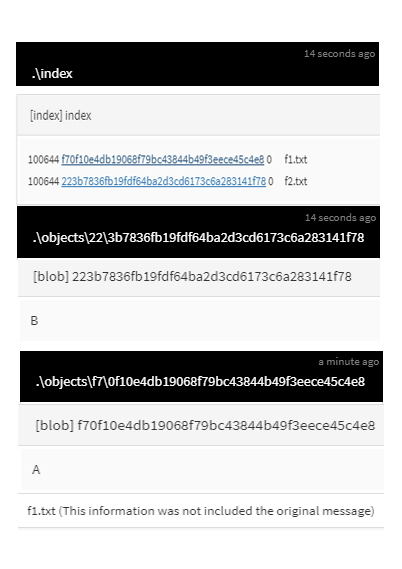 14 seconds ago
.\index
[index] index
100644 f70f10e4db19068f79bc43844b49f3eece45c4e8 0 f1.txt
100644 223b7836fb19fdf64ba2d3cd6173c6a283141f78 0 f2.txt
14 seconds ago
.\objects\22\3b7836fb19fdf64ba2d3cd6173c6a283141f78
[blob] 223b7836fb19fdf64ba2d3cd6173c6a283141f78
B
a minute ago
.\objects\f7\0f10e4db19068f79bc43844b49f3eece45c4e8
[blob] f70f10e4db19068f79bc43844b49f3eece45c4e8
A
f1.txt (This information was not included the original message)